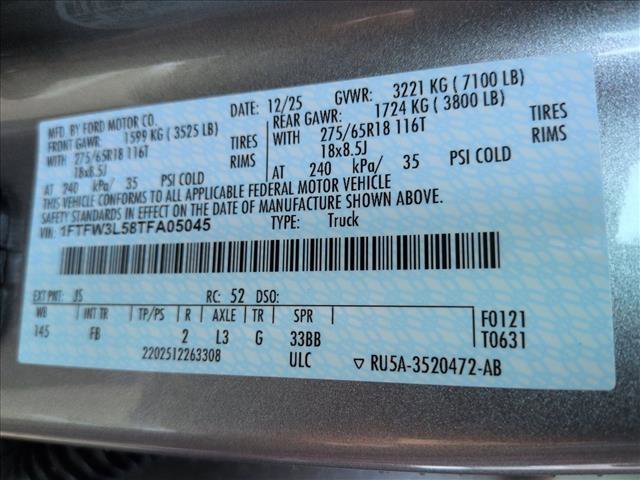 MFD. BY FORD MOTOR CO. DATE: 12/25 GVWR: 3221 KG ( 7100 LB)
FRONT GAWR: 1599 KG ( 3525 LB) REAR GAWR: 1724 KG ( 3800 LB)
WITH 275/65R18 116T TIRES WITH 275/65R18 116T TIRES
18x8.5J RIMS 18x8.5J RIMS
AT 240 kPa/ 35 PSI COLD AT 240 kPa/ 35 PSI COLD
THIS VEHICLE CONFORMS TO ALL APPLICABLE FEDERAL MOTOR VEHICLE
SAFETY STANDARDS IN EFFECT ON THE DATE OF MANUFACTURE SHOWN ABOVE.
VIN: 1FTFW3L58TFA05045 TYPE: Truck
EXT PNT: JS RC: 52 DSO:
WB INT TR TP/PS R AXLE TR SPR F0121
145 FB 2 L3 G 33BB T0631
2202512263308 ULC ▽ RU5A-3520472-AB